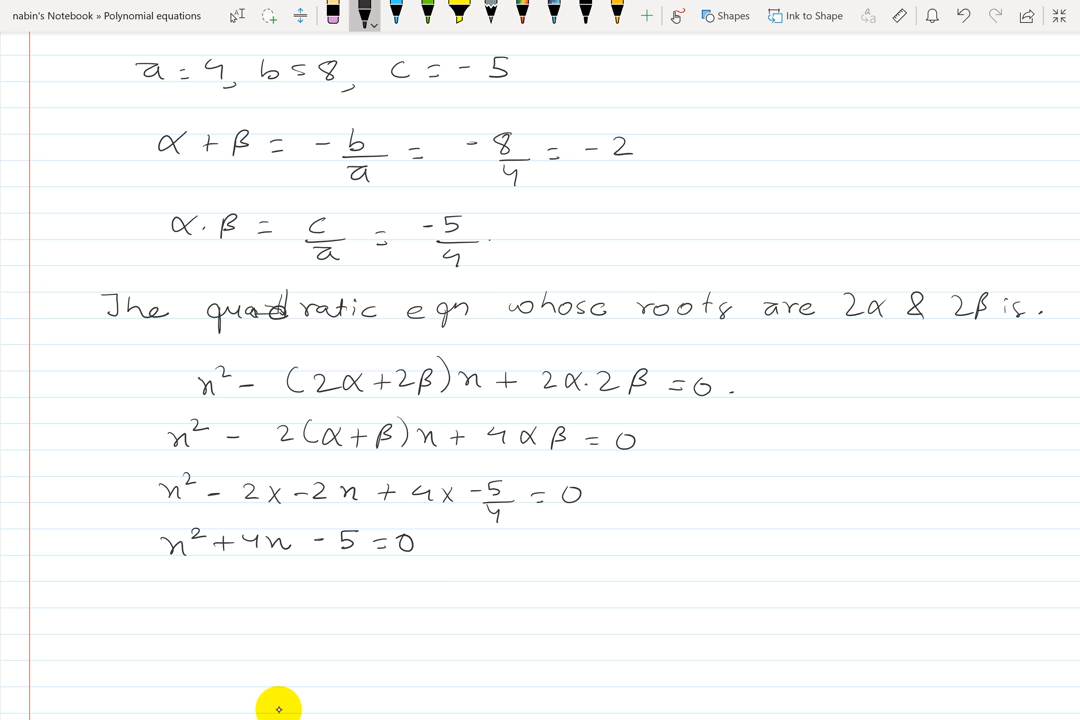 nabin's Notebook » Polynomial equations Shapes Ink to Shape
a = 4, b = 8, c = - 5
α + β = - b/a = - 8/4 = - 2
α . β = c/a = -5/4 .
The quadratic eqn whose roots are 2α & 2β is.
x² - (2α + 2β)x + 2α . 2β = 0 .
x² - 2(α + β)x + 4αβ = 0
x² - 2 × -2x + 4 × -5/4 = 0
x² + 4x - 5 = 0